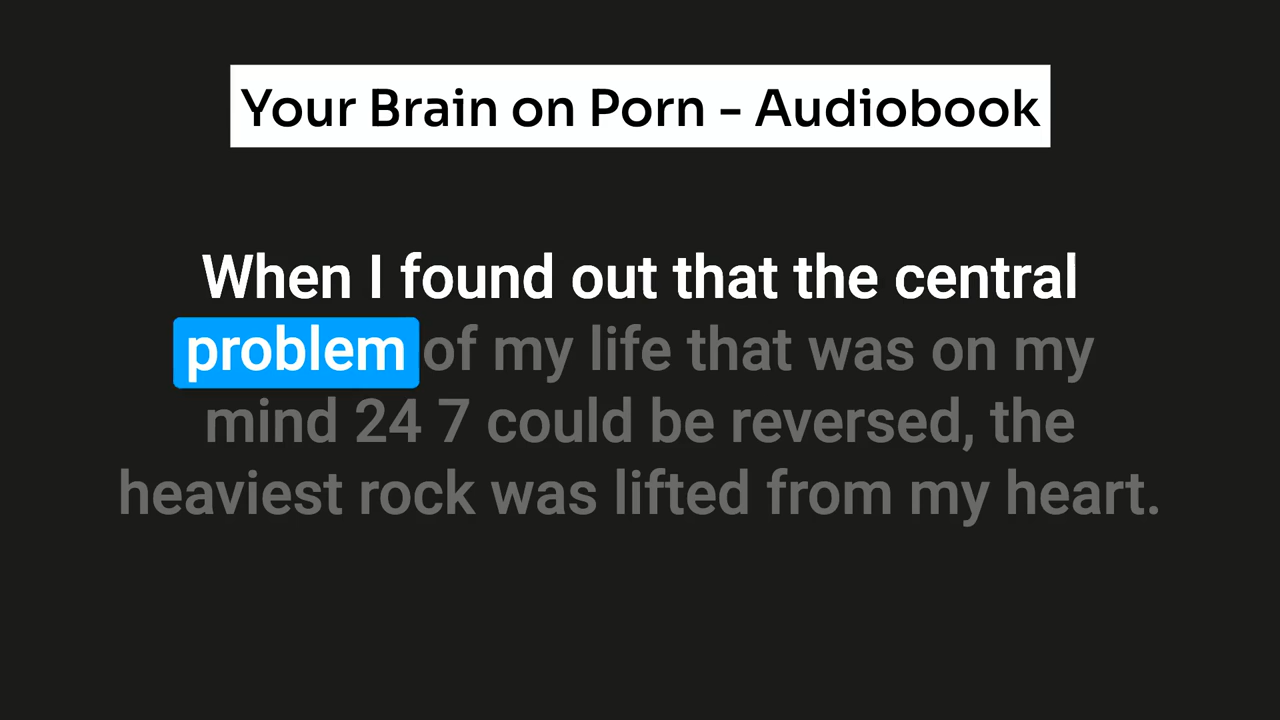 Your Brain on Porn - Audiobook
When I found out that the central
problem of my life that was on my
mind 24 7 could be reversed, the
heaviest rock was lifted from my heart.